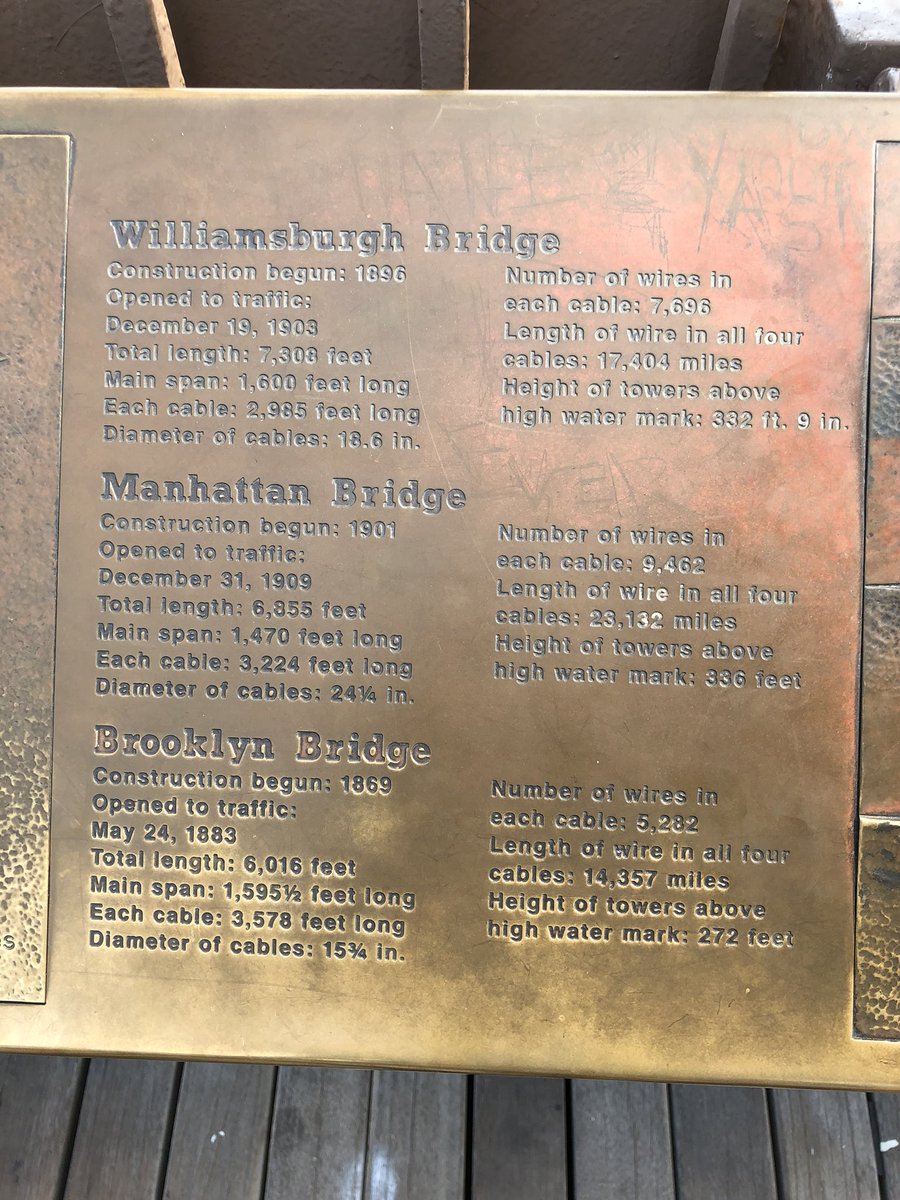 Williamsburgh Bridge
Construction begun: 1896
Opened to traffic:
December 19, 1903
Total length: 7,308 feet
Main span: 1,600 feet long
Each cable: 2,985 feet long
Diameter of cables: 18.6 in.
Number of wires in
each cable: 7,696
Length of wire in all four
cables: 17,404 miles
Height of towers above
high water mark: 332 ft. 9 in.
Manhattan Bridge
Construction begun: 1901
Opened to traffic:
December 31, 1909
Total length: 6,855 feet
Main span: 1,470 feet long
Each cable: 3,224 feet long
Diameter of cables: 24¼ in.
Number of wires in
each cable: 9,462
Length of wire in all four
cables: 23,132 miles
Height of towers above
high water mark: 336 feet
Brooklyn Bridge
Construction begun: 1869
Opened to traffic:
May 24, 1883
Total length: 6,016 feet
Main span: 1,595½ feet long
Each cable: 3,578 feet long
Diameter of cables: 15¾ in.
Number of wires in
each cable: 5,282
Length of wire in all four
cables: 14,357 miles
Height of towers above
high water mark: 272 feet